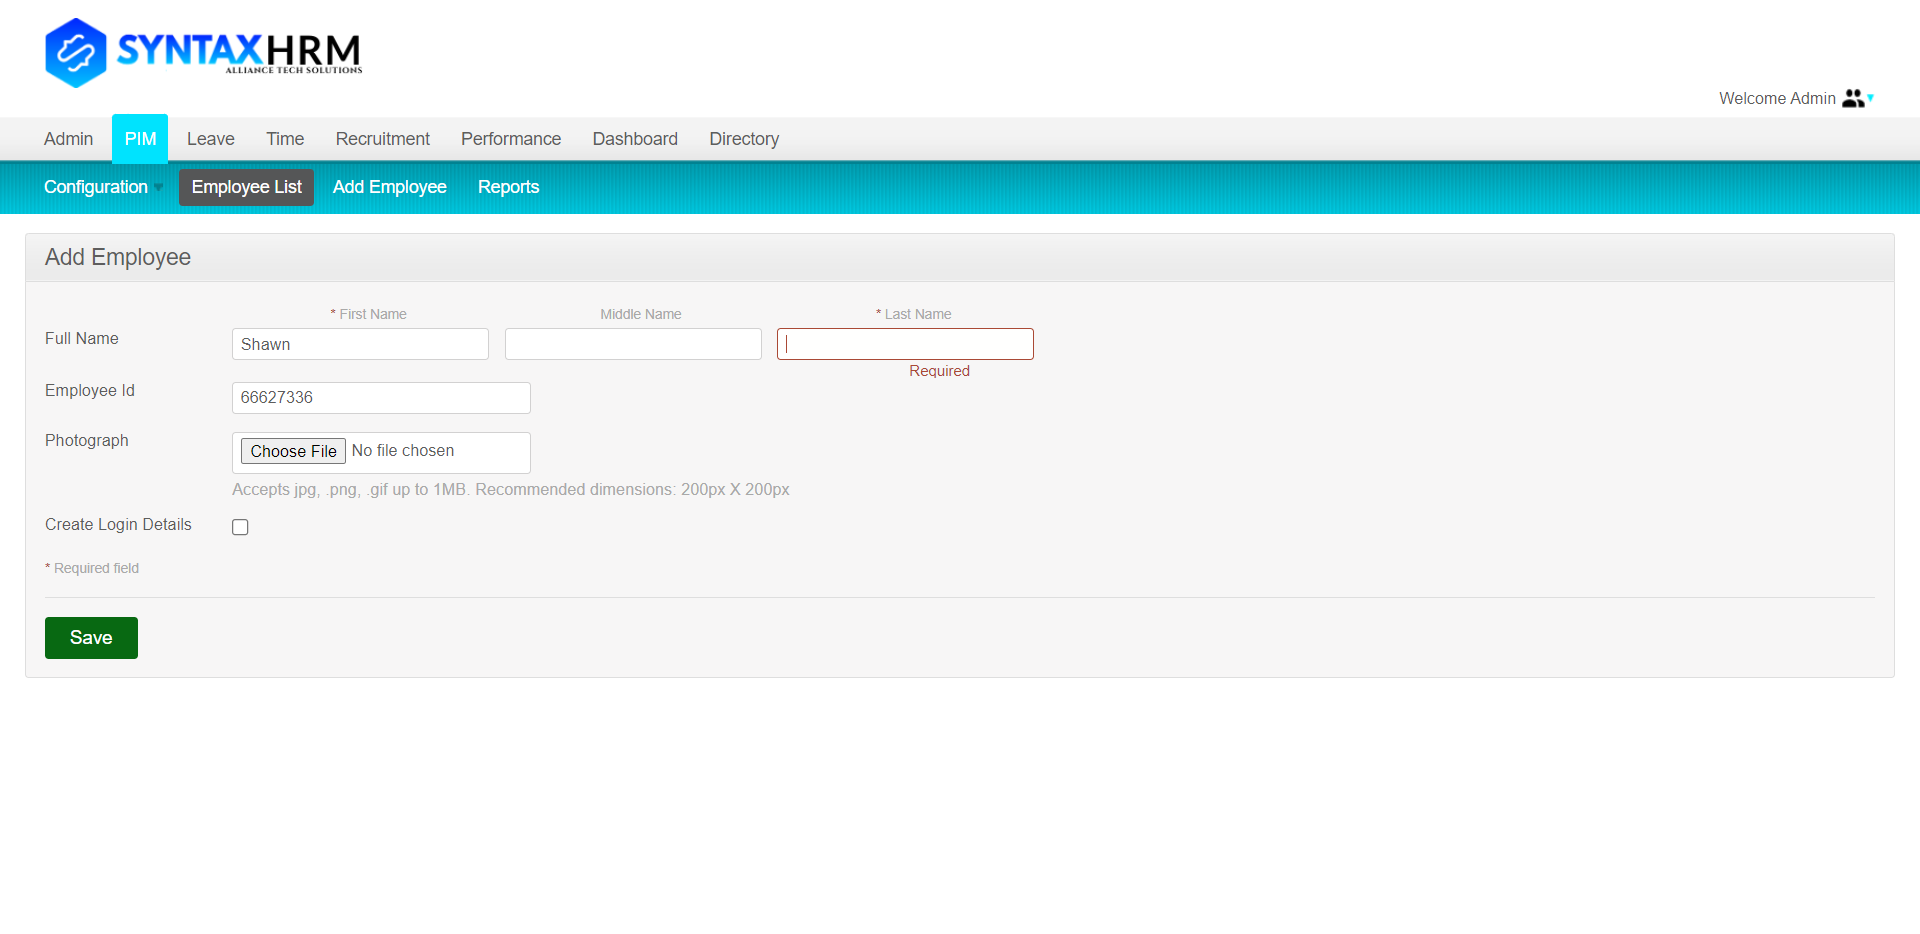 SYNTAXHRM
ALLIANCE TECH SOLUTIONS
Welcome Admin
Admin PIM Leave Time Recruitment Performance Dashboard Directory
Configuration Employee List Add Employee Reports
Add Employee
* First Name Middle Name * Last Name
Full Name Shawn
Required
Employee Id 66627336
Photograph Choose File No file chosen
Accepts jpg, .png, .gif up to 1MB. Recommended dimensions: 200px X 200px
Create Login Details
* Required field
Save